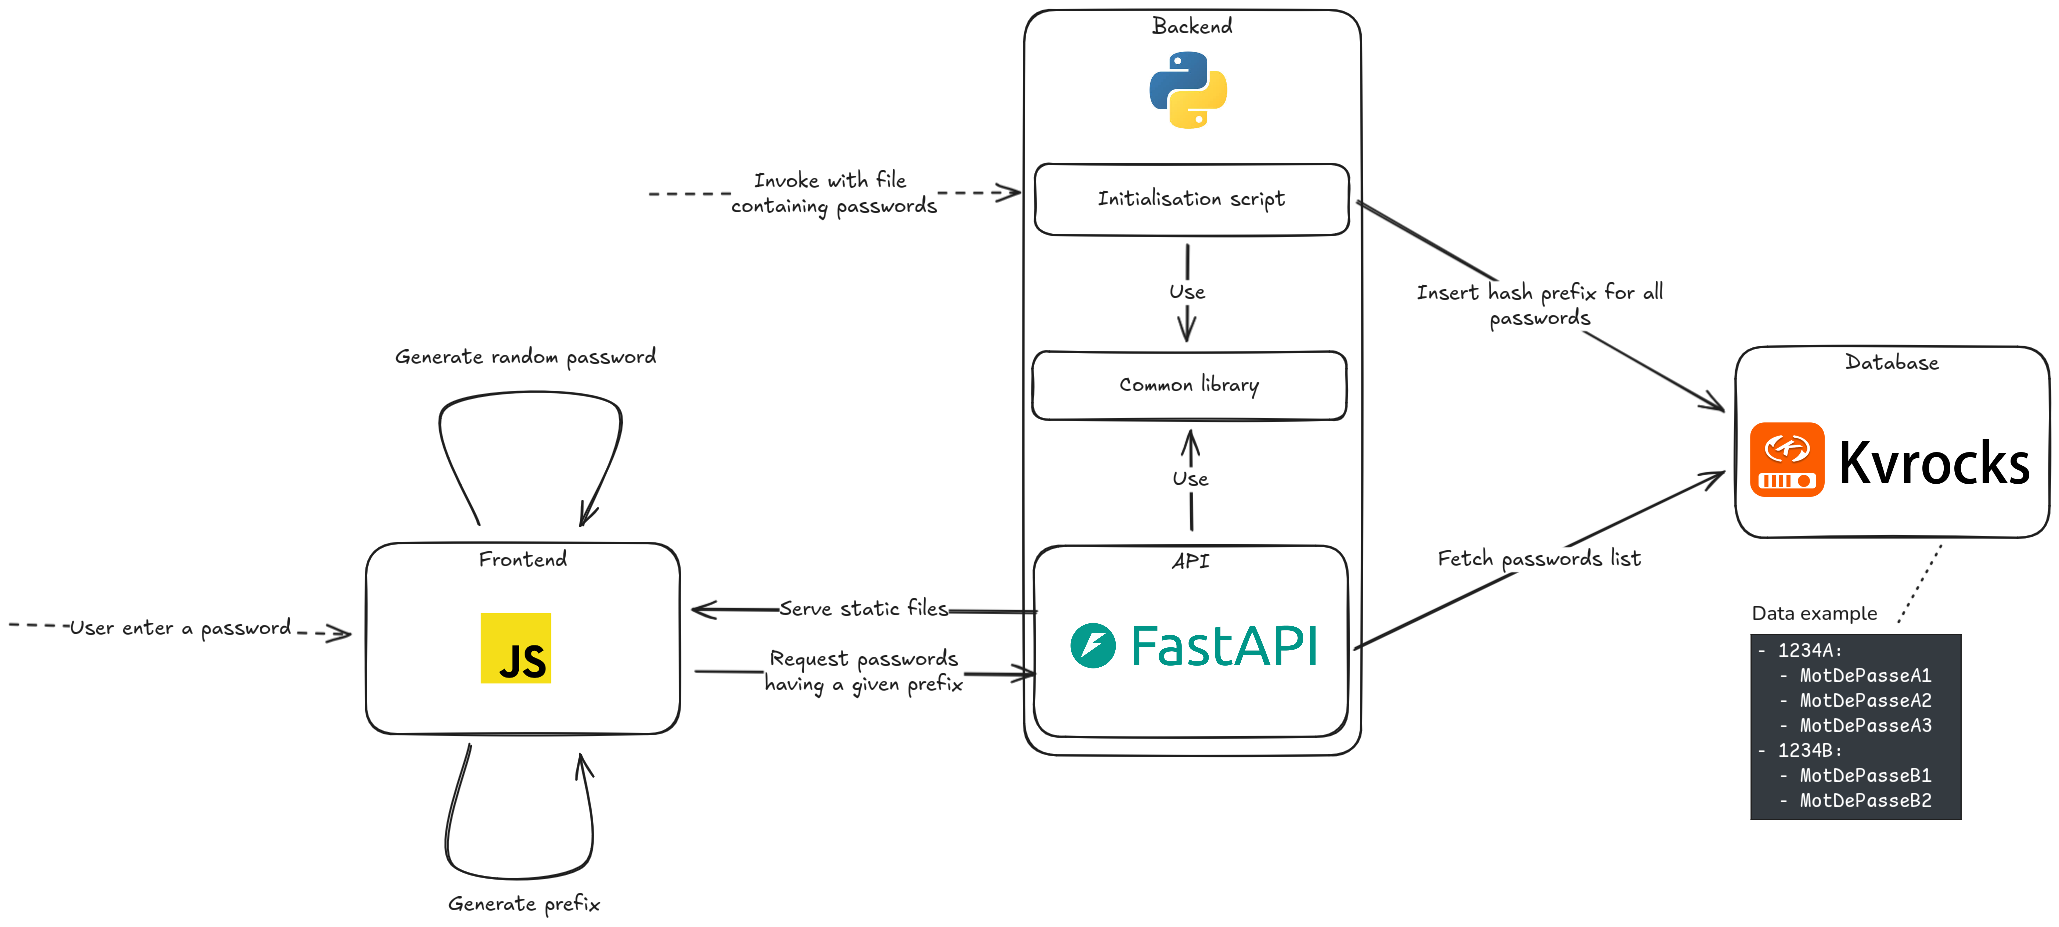 Backend
Invoke with file
containing passwords
Initialisation script
Use
Insert hash prefix for all
passwords
Generate random password
Common library
Database
Kvrocks
Use
Frontend
API
Fetch passwords list
User enter a password
JS
Serve static files
Request passwords
having a given prefix
FastAPI
Data example
- 1234A:
- MotDePasseA1
- MotDePasseA2
- MotDePasseA3
- 1234B:
- MotDePasseB1
- MotDePasseB2
Generate prefix